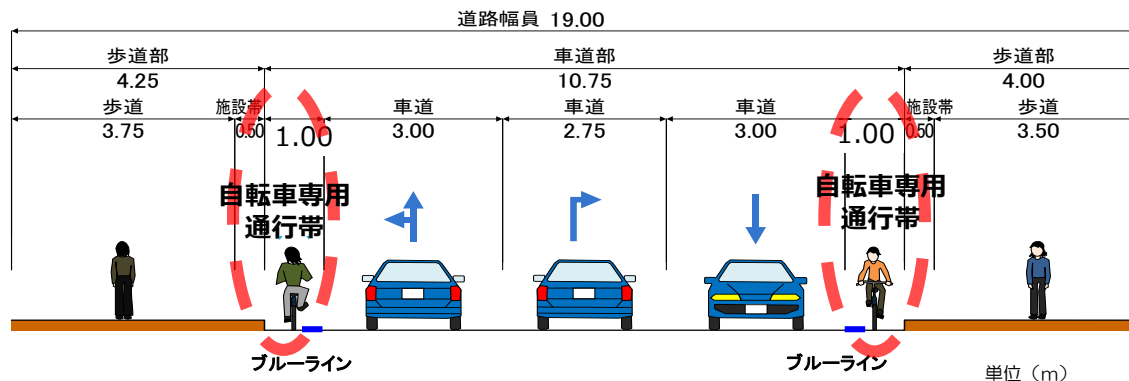 道路幅員 19.00
歩道部 車道部 歩道部
4.25 10.75 4.00
歩道 施設帯 車道 車道 車道 施設帯 歩道
3.75 0.50 1.00 3.00 2.75 3.00 1.00 0.50 3.50
自転車専用 自転車専用
通行帯 通行帯
ブルーライン ブルーライン
単位（m）